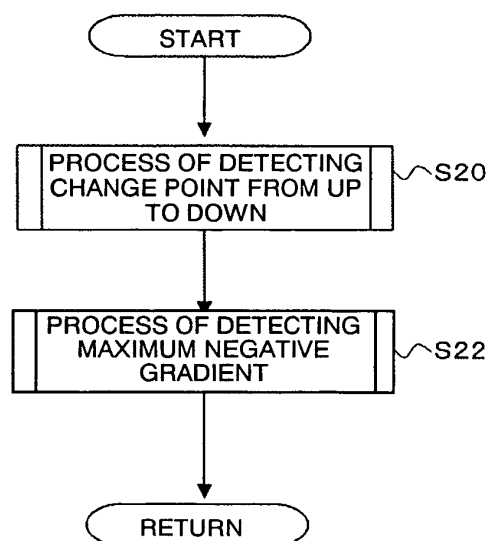 START
PROCESS OF DETECTING
CHANGE POINT FROM UP
TO DOWN
S20
PROCESS OF DETECTING
MAXIMUM NEGATIVE
GRADIENT
S22
RETURN